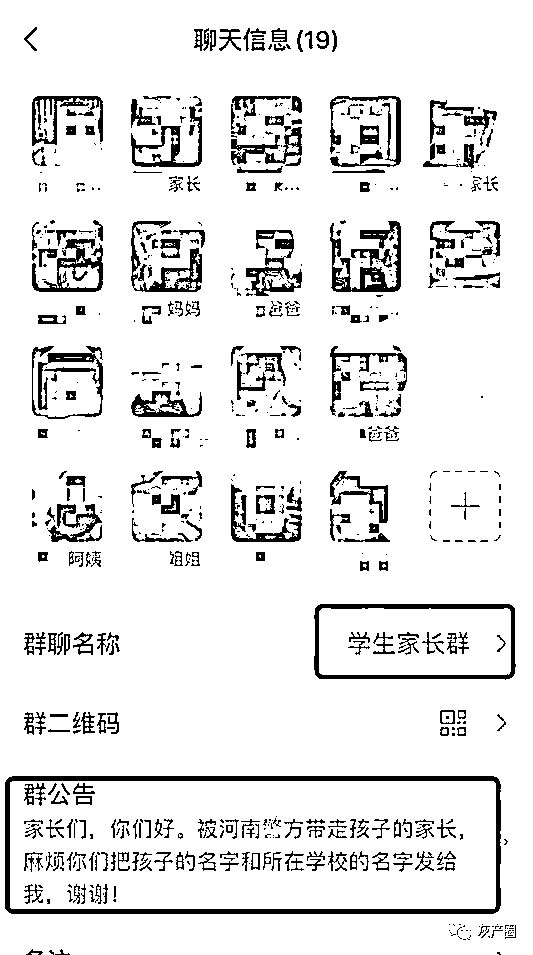 聊天信息(19)
家长
家长
妈妈
爸爸
爸爸
阿姨
姐姐
群聊名称
学生家长群
群二维码
群公告
家长们，你们好。被河南警方带走孩子的家长，
麻烦你们把孩子的名字和所在学校的名字发给
我，谢谢！
灰产圈